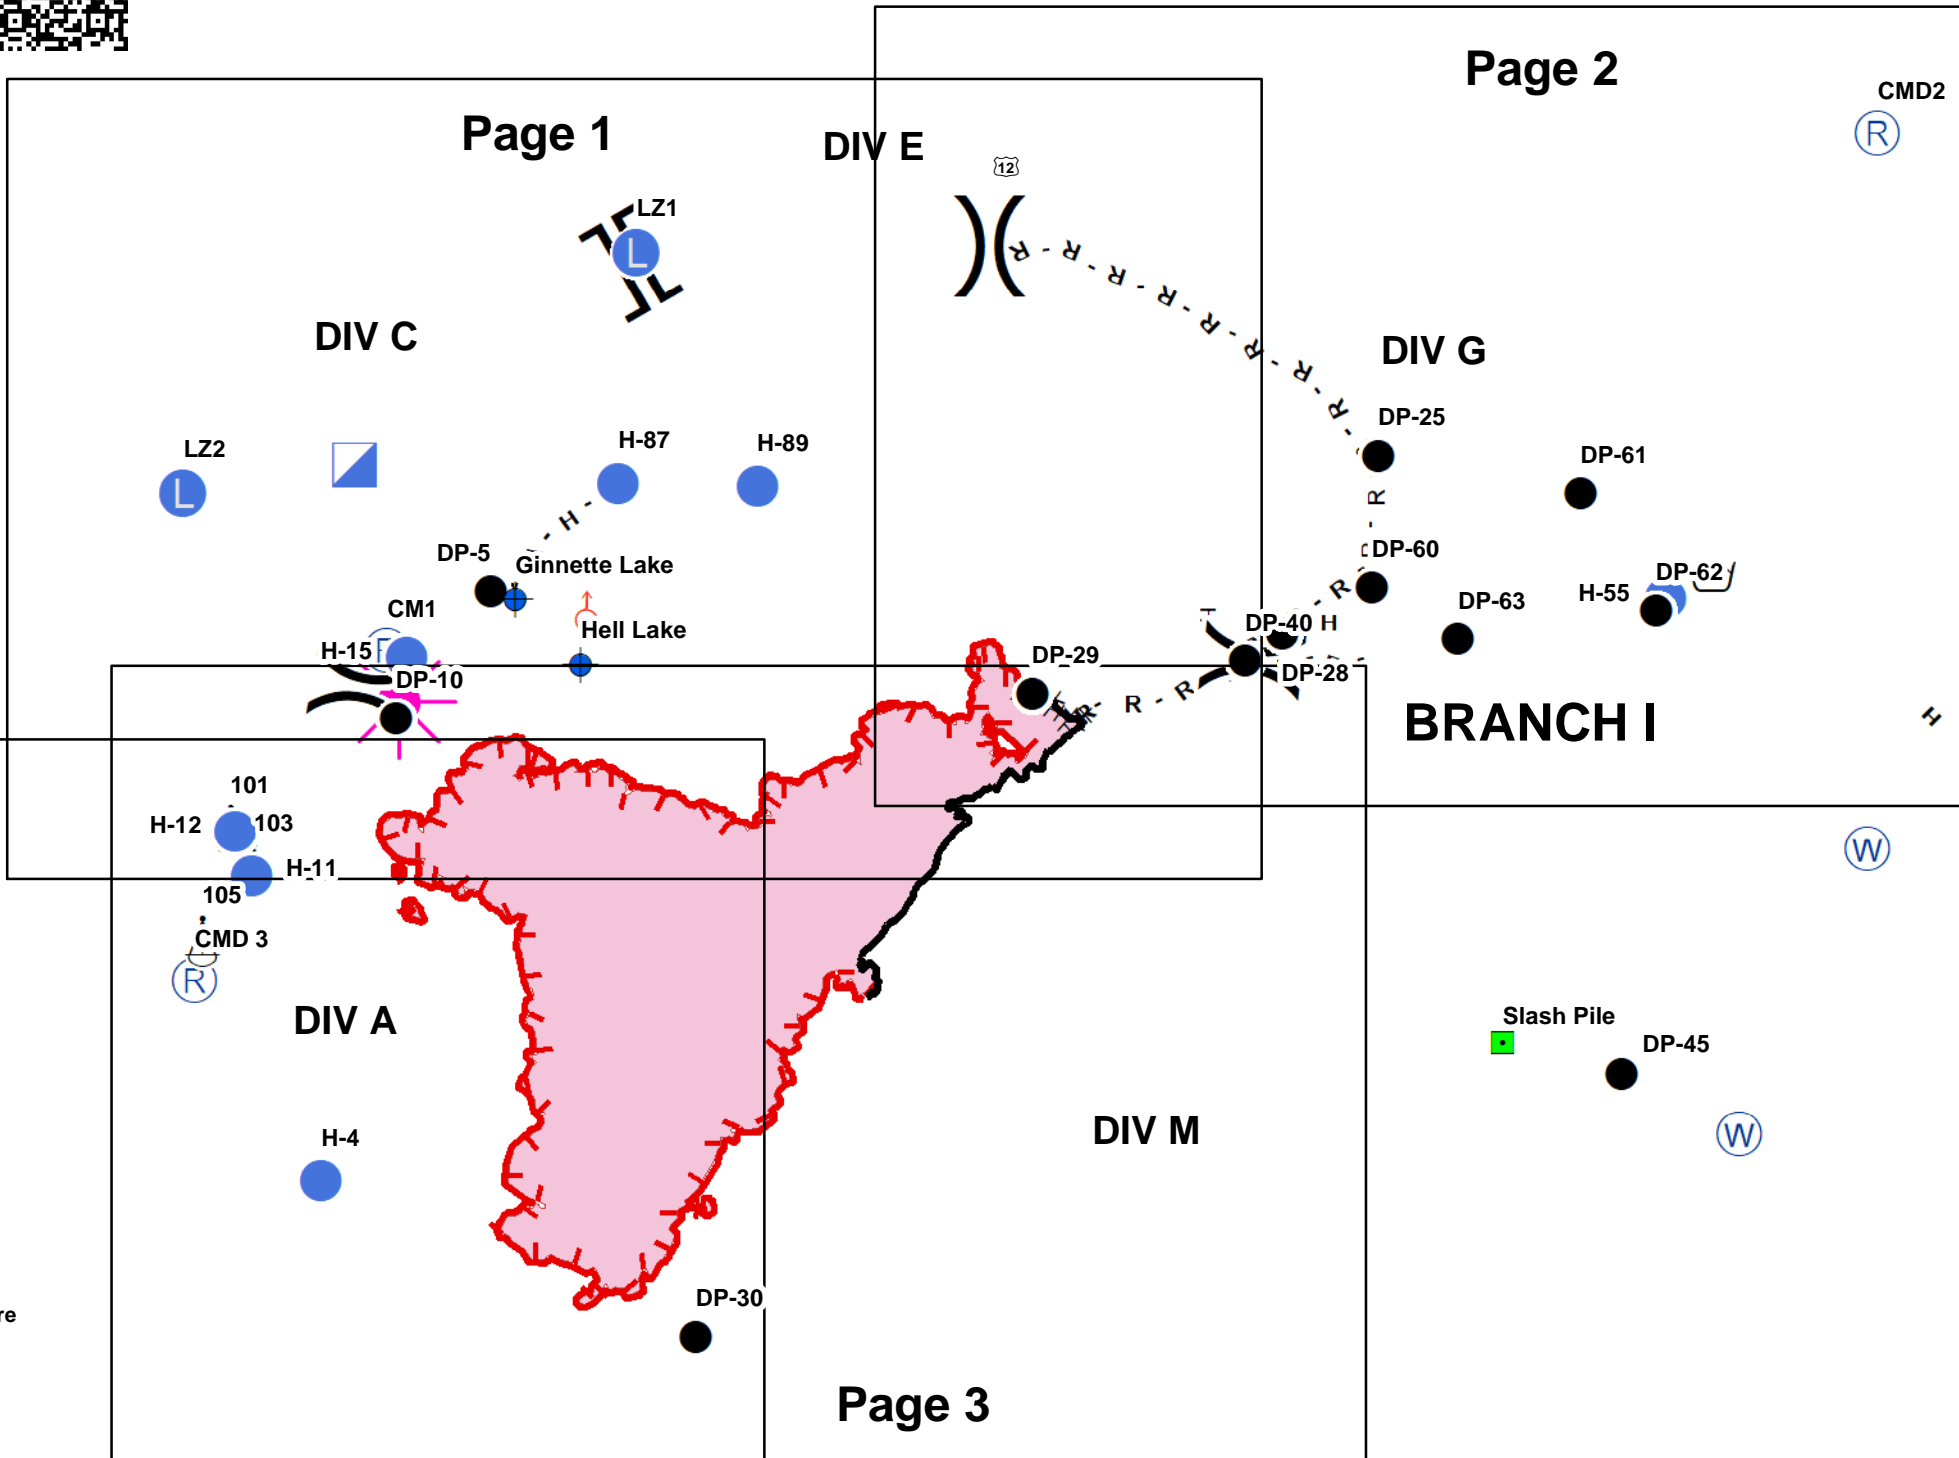 Page 2
CMD2
R
Page 1
DIV E
12
LZ1
L
R - R - R - R - R - R - R - R -
DIV C
DIV G
DP-25
LZ2
L
H-87
H-89
DP-61
- H -
R
DP-5
Ginnette Lake
DP-60
DP-62
H-55
R
DP-63
CM1
Hell Lake
DP-40
H
H
H-15
DP-10
DP-29
DP-28
R - R - R
BRANCH I
H
101
H-12
103
H-11
105
CMD 3
R
W
DIV A
Slash Pile
DP-45
H-4
DIV M
W
DP-30
re
Page 3